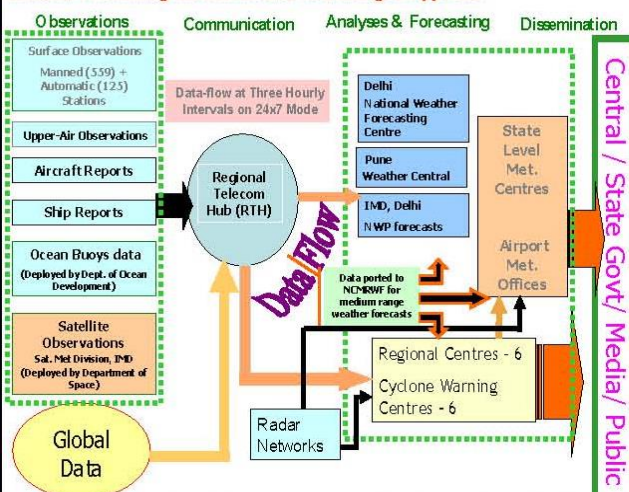 Observations
Communication
Analyses & Forecasting
Dissemination
Surface Observations
Manned (559) +
Automatic (125)
Stations
Upper-Air Observations
Aircraft Reports
Ship Reports
Ocean Buoys data
(Deployed by Dept. of Ocean
Development)
Satellite
Observations
Sat. Met Division, IMD
(Deployed by Department of
Space)
Global
Data
Data-flow at Three Hourly
Intervals on 24x7 Mode
Regional
Telecom
Hub (RTH)
Data Flow
Radar
Networks
Delhi
National Weather
Forecasting
Centre
Pune
Weather Central
IMD, Delhi
NWP forecasts
Data ported to
NCMRWF for
medium range
weather forecasts
Regional Centres - 6
Cyclone Warning
Centres - 6
State
Level
Met.
Centres
Airport
Met.
Offices
Central / State Govt/ Media/ Public